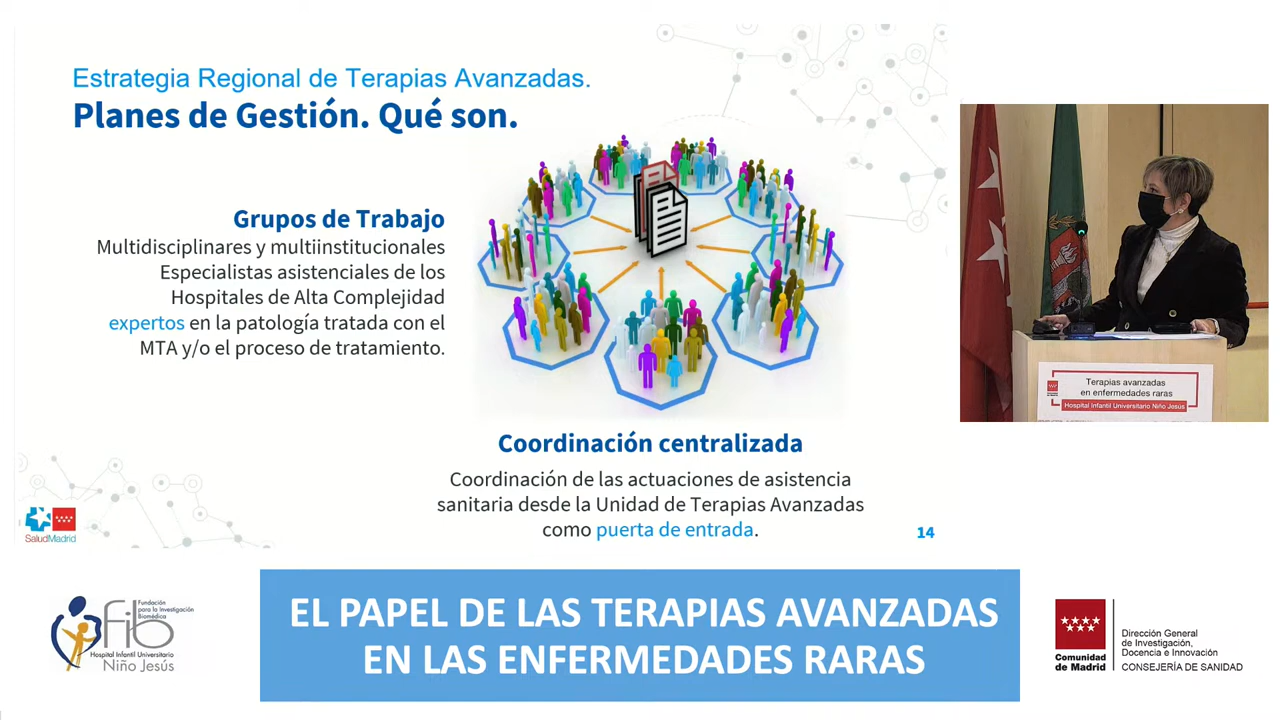 Estrategia Regional de Terapias Avanzadas.
Planes de Gestión. Qué son.
Grupos de Trabajo
Multidisciplinares y multiinstitucionales
Especialistas asistenciales de los
Hospitales de Alta Complejidad
expertos en la patología tratada con el
MTA y/o el proceso de tratamiento.
Coordinación centralizada
Coordinación de las actuaciones de asistencia
sanitaria desde la Unidad de Terapias Avanzadas
como puerta de entrada.
SaludMadrid
14
Terapias avanzadas
en enfermedades raras
Hospital Infantil Universitario Niño Jesús
Fundación
para la Investigación
Biomédica
fib
Hospital Infantil Universitario
Niño Jesús
EL PAPEL DE LAS TERAPIAS AVANZADAS
EN LAS ENFERMEDADES RARAS
Comunidad
de Madrid
Dirección General
de Investigación,
Docencia e Innovación
CONSEJERÍA DE SANIDAD